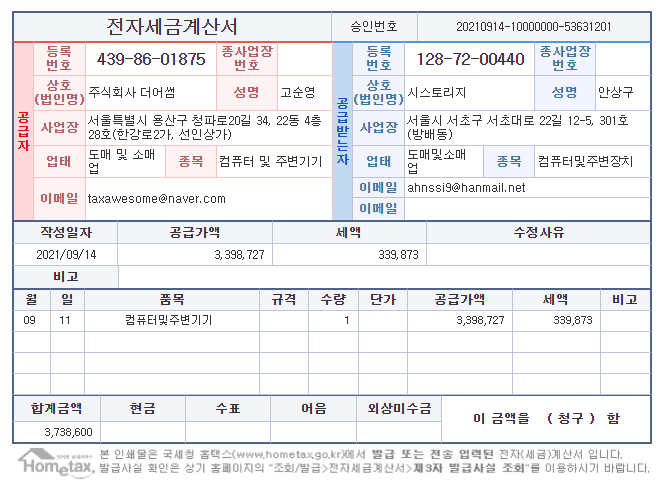 전자세금계산서 승인번호 20210914-10000000-53631201
공급자
등록번호 439-86-01875 종사업장번호
상호(법인명) 주식회사 더어썸 성명 고순영
사업장 서울특별시 용산구 청파로20길 34, 22동 4층
28호(한강로2가, 선인상가)
업태 도매 및 소매업 종목 컴퓨터 및 주변기기
이메일 taxawesome@naver.com
공급받는자
등록번호 128-72-00440 종사업장번호
상호(법인명) 시스토리지 성명 안상구
사업장 서울시 서초구 서초대로 22길 12-5, 301호
(방배동)
업태 도매및소매업 종목 컴퓨터및주변장치
이메일 ahnssi9@hanmail.net
이메일
작성일자 공급가액 세액 수정사유
2021/09/14 3,398,727 339,873
비고
월 일 품목 규격 수량 단가 공급가액 세액 비고
09 11 컴퓨터및주변기기 1 3,398,727 339,873
합계금액 현금 수표 어음 외상미수금 이 금액을 ( 청구 ) 함
3,738,600
Hometax.
본 인쇄물은 국세청 홈택스(www.hometax.go.kr)에서 발급 또는 전송 입력된 전자(세금)계산서 입니다.
발급사실 확인은 상기 홈페이지의 "조회/발급>전자세금계산서>제3자 발급사실 조회"를 이용하시기 바랍니다.